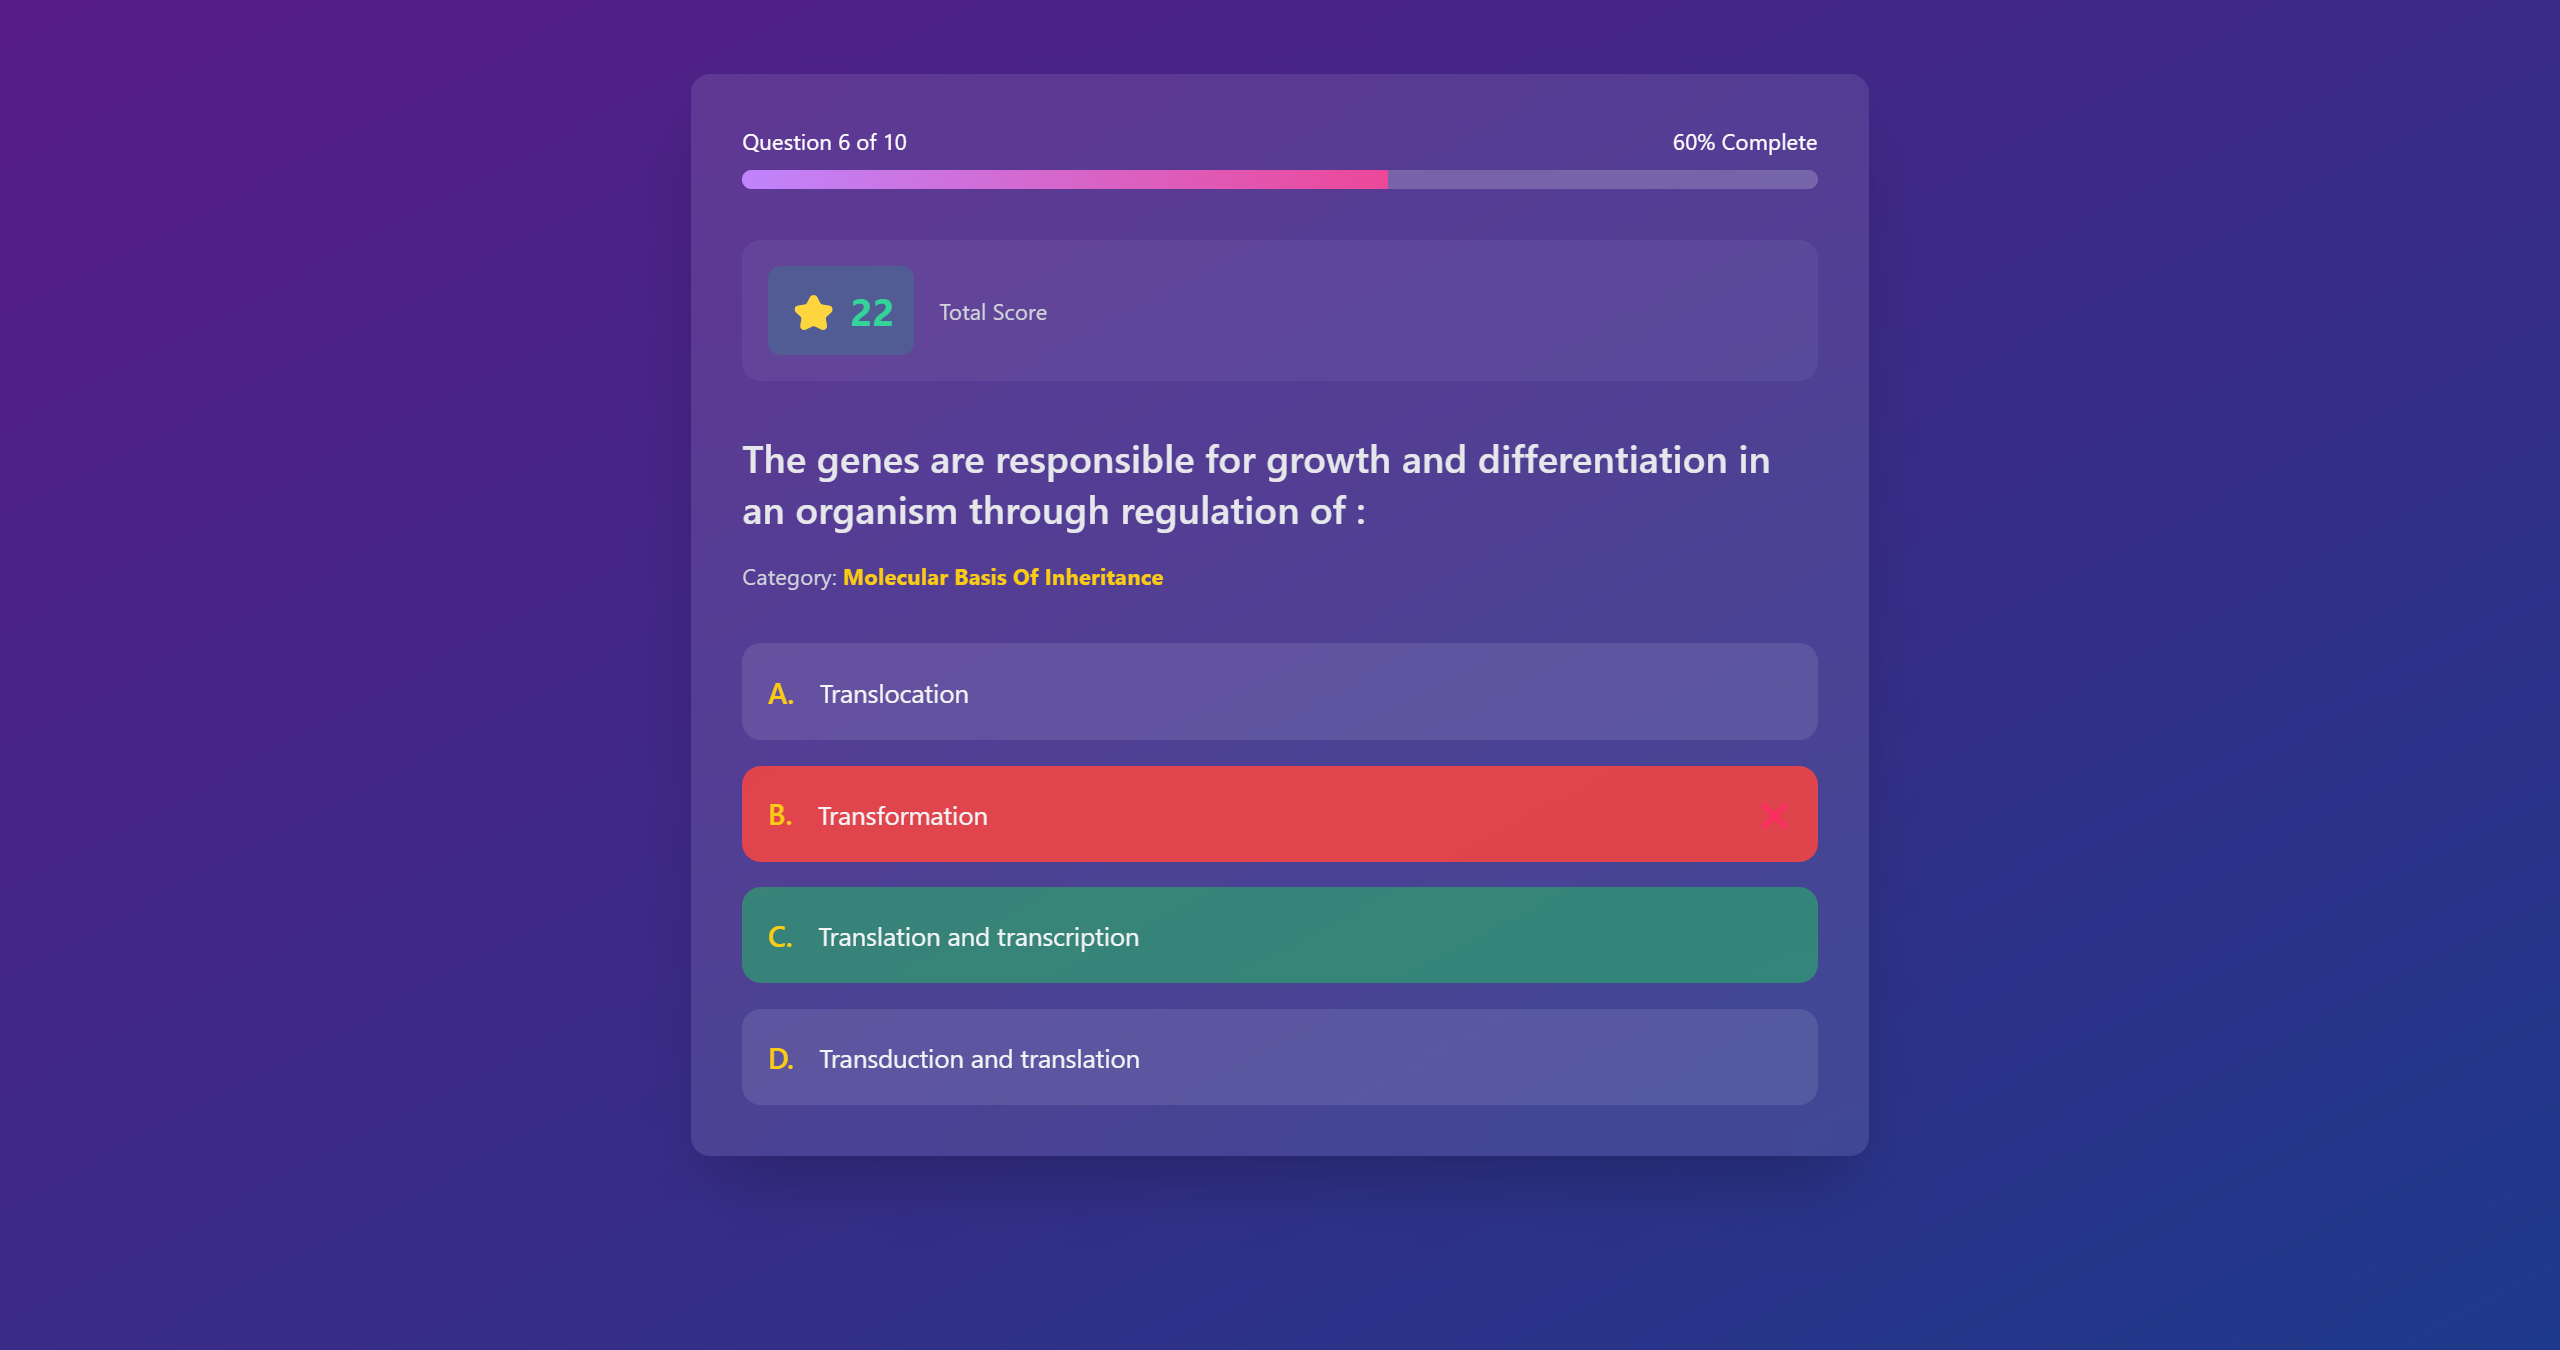 Question 6 of 10
60% Complete
22
Total Score
The genes are responsible for growth and differentiation in
an organism through regulation of :
Category: Molecular Basis Of Inheritance
A. Translocation
B. Transformation
C. Translation and transcription
D. Transduction and translation